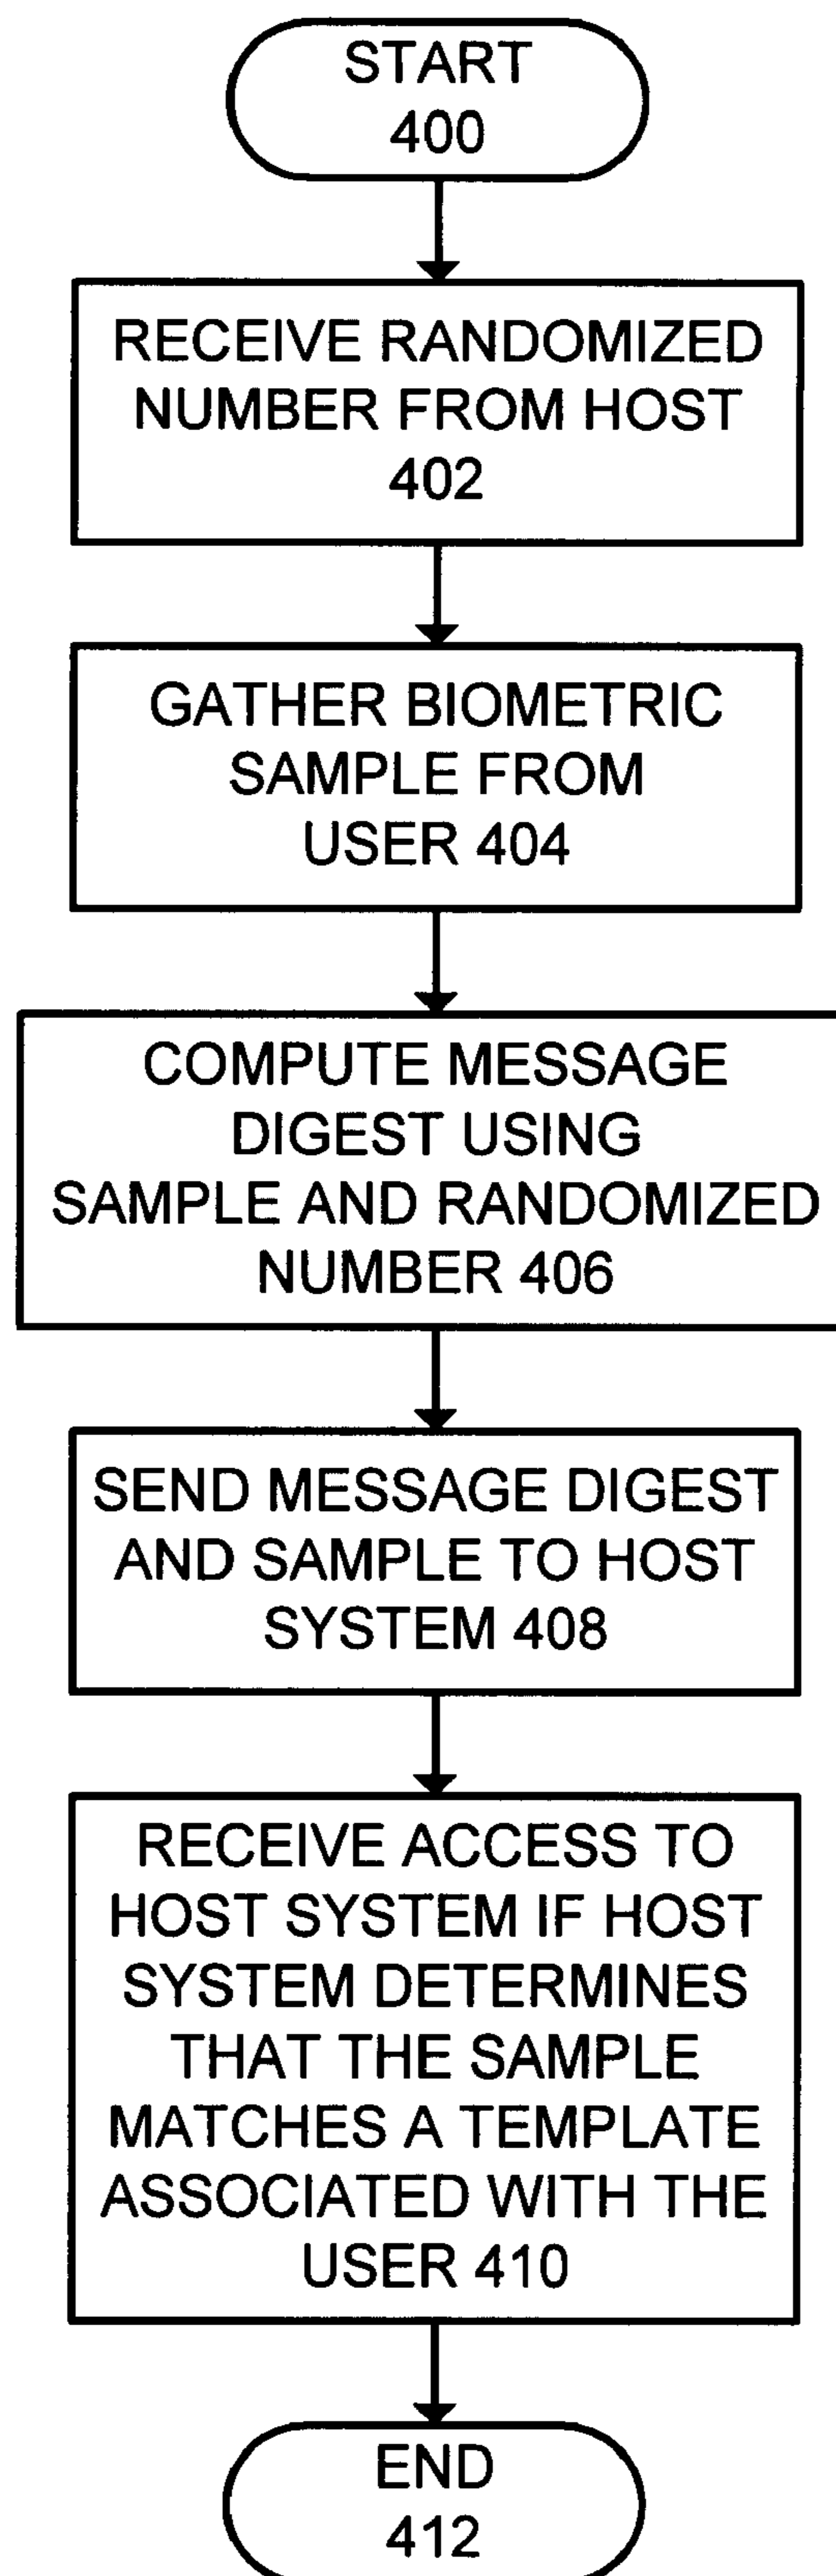 START
400
RECEIVE RANDOMIZED
NUMBER FROM HOST
402
GATHER BIOMETRIC
SAMPLE FROM
USER 404
COMPUTE MESSAGE
DIGEST USING
SAMPLE AND RANDOMIZED
NUMBER 406
SEND MESSAGE DIGEST
AND SAMPLE TO HOST
SYSTEM 408
RECEIVE ACCESS TO
HOST SYSTEM IF HOST
SYSTEM DETERMINES
THAT THE SAMPLE
MATCHES A TEMPLATE
ASSOCIATED WITH THE
USER 410
END
412